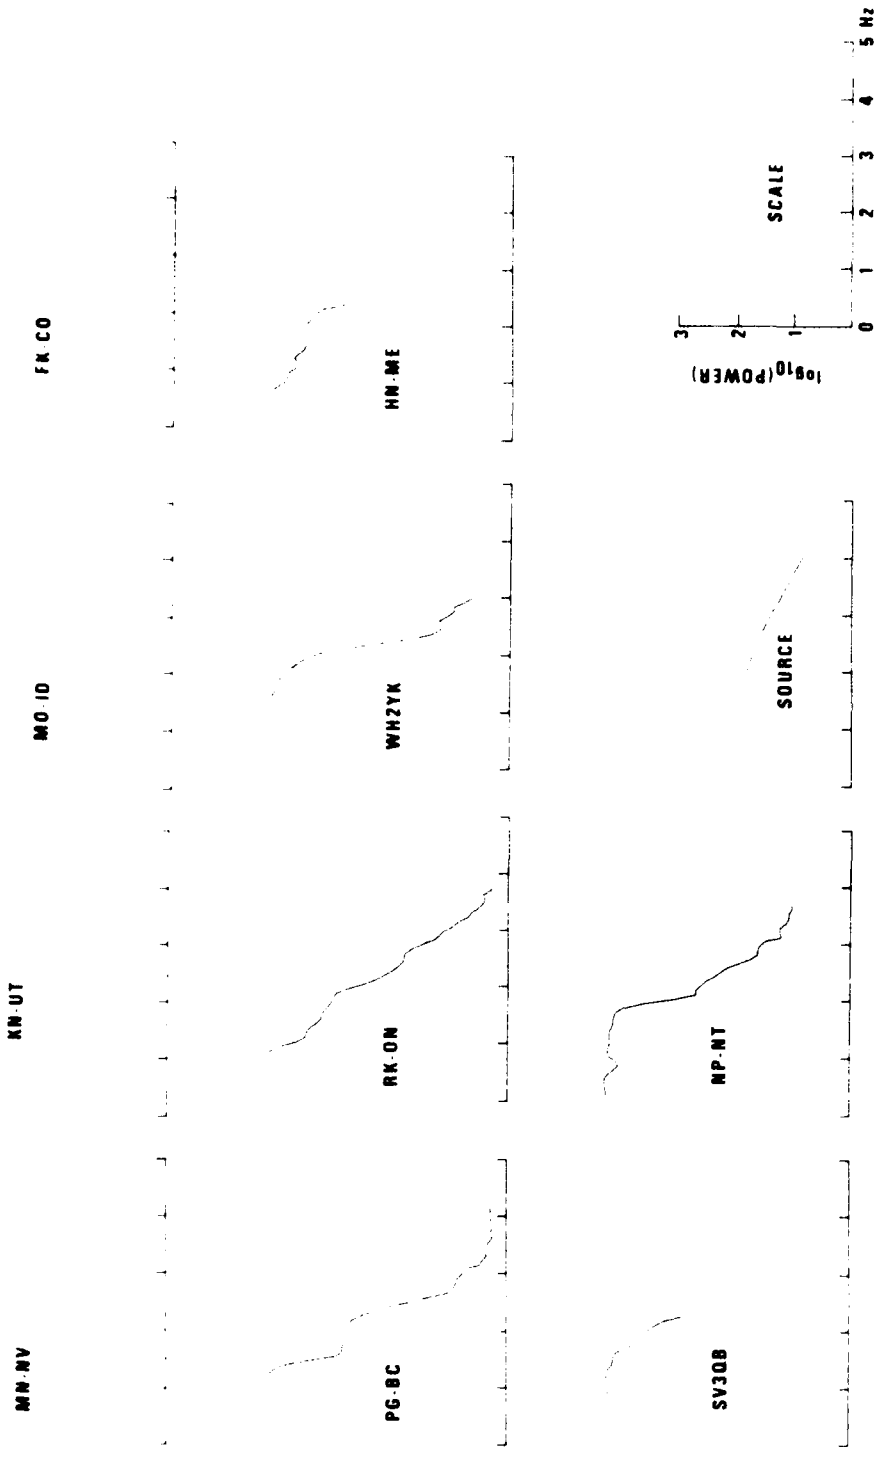 MN-NV
KN-UT
MO-ID
FK-CO
PG-BC
RK-ON
WH2YK
HN-ME
SV3QB
NP-NT
SOURCE
SCALE
log10(POWER)
3
2
1
0 1 2 3 4 5 Hz